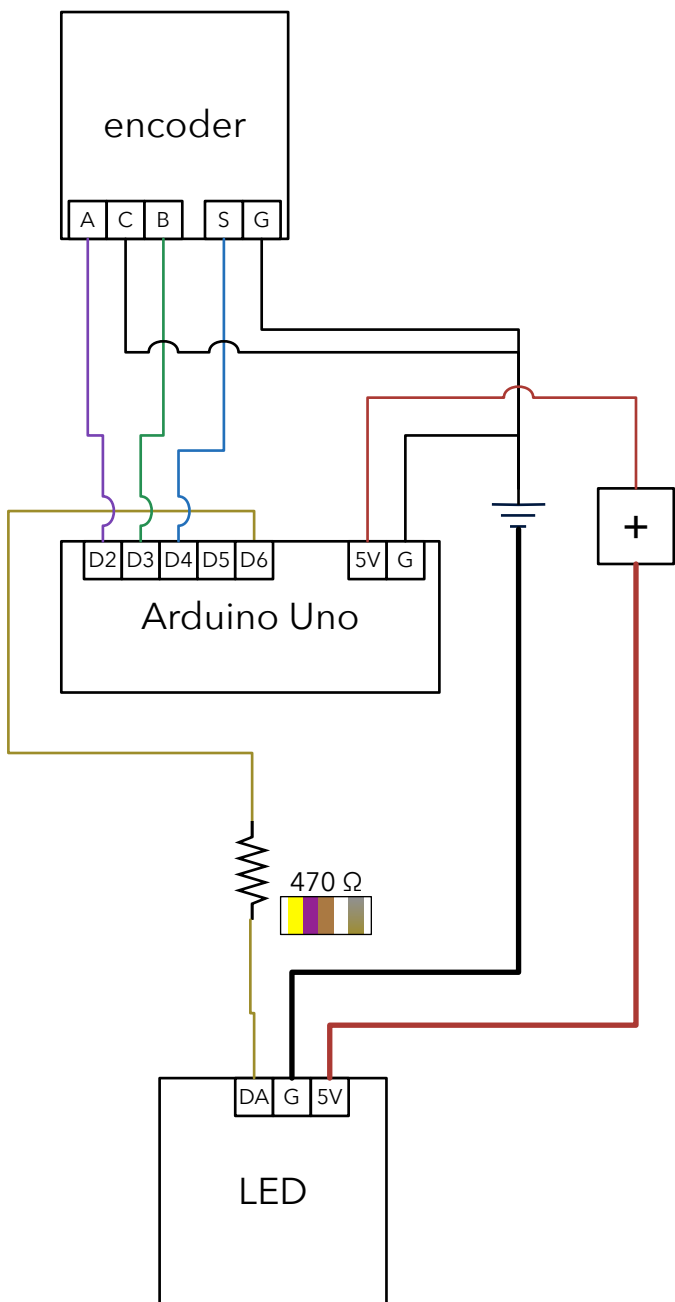 encoder
A C B S G
+
D2 D3 D4 D5 D6 5V G
Arduino Uno
470 Ω
DA G 5V
LED